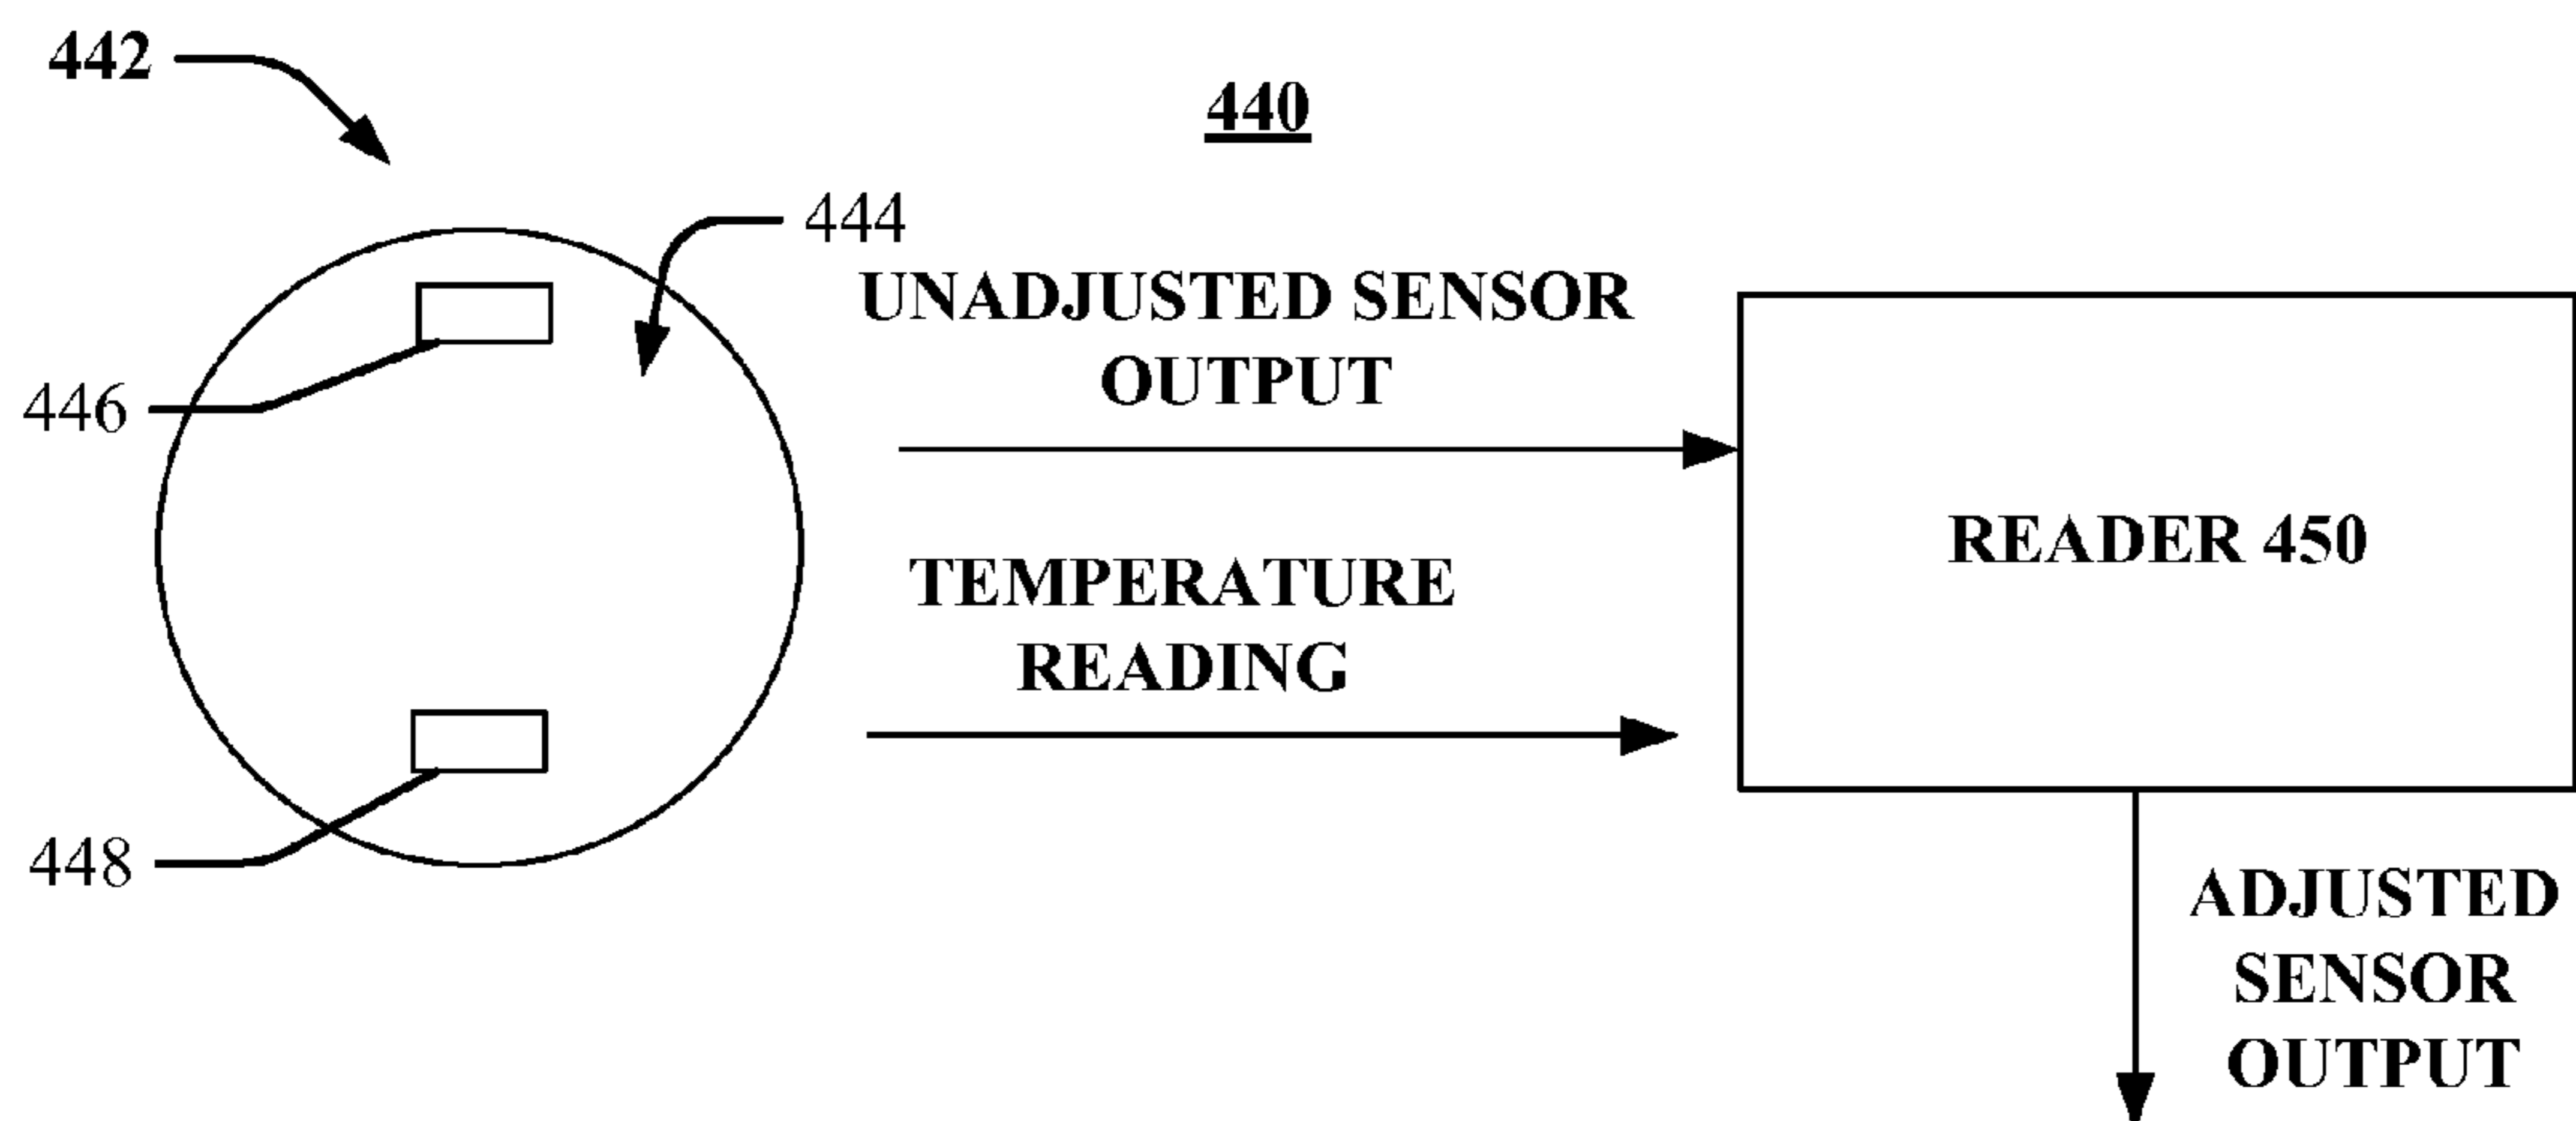 442
440
444
UNADJUSTED SENSOR
OUTPUT
446
READER 450
TEMPERATURE
READING
448
ADJUSTED
SENSOR
OUTPUT